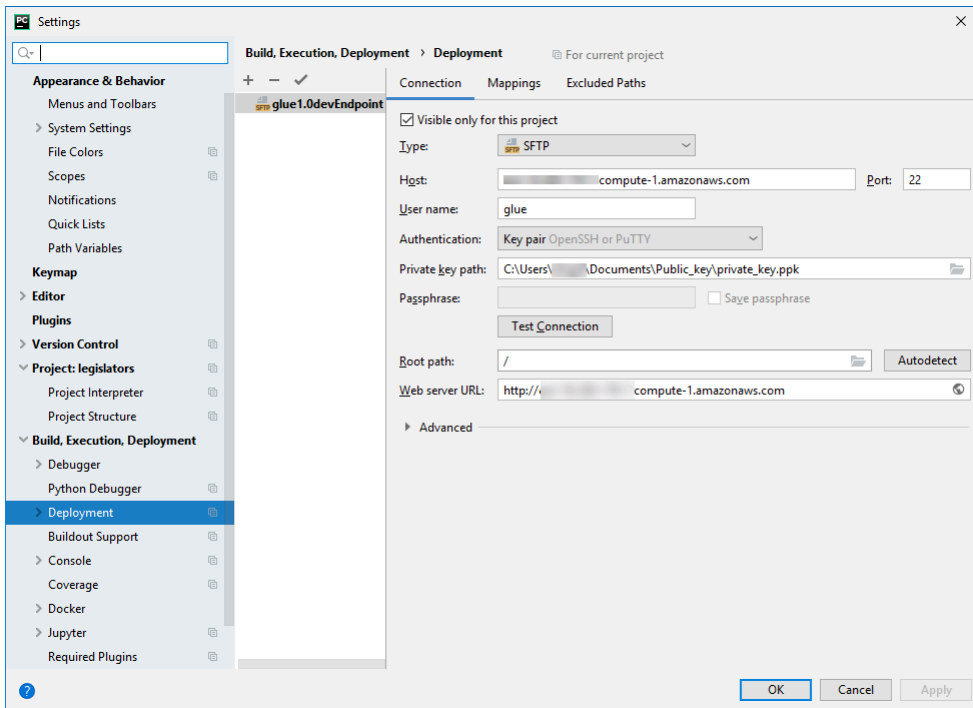 PC Settings
Appearance & Behavior
Menus and Toolbars
System Settings
File Colors
Scopes
Notifications
Quick Lists
Path Variables
Keymap
Editor
Plugins
Version Control
Project: legislators
Project Interpreter
Project Structure
Build, Execution, Deployment
Debugger
Python Debugger
Deployment
Buildout Support
Console
Coverage
Docker
Jupyter
Required Plugins
Build, Execution, Deployment › Deployment For current project
SFTP glue1.0devEndpoint
Connection Mappings Excluded Paths
Visible only for this project
Type: SFTP SFTP
Host: compute-1.amazonaws.com Port: 22
User name: glue
Authentication: Key pair OpenSSH or PuTTY
Private key path: C:\Users\ \Documents\Public_key\private_key.ppk
Passphrase: Save passphrase
Test Connection
Root path: / Autodetect
Web server URL: http:// compute-1.amazonaws.com
Advanced
? OK Cancel Apply